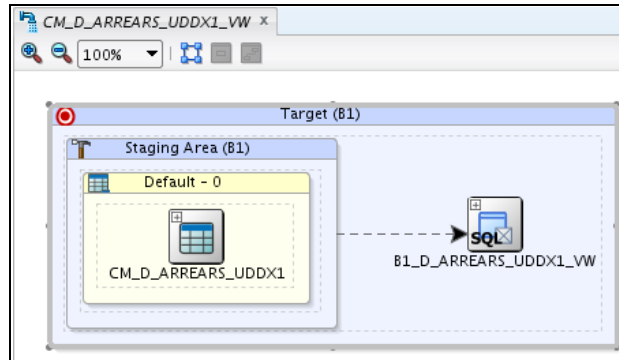 CM_D_ARREARS_UDDX1_VW ×
100%
Target (B1)
Staging Area (B1)
Default - 0
CM_D_ARREARS_UDDX1
SQL
B1_D_ARREARS_UDDX1_VW